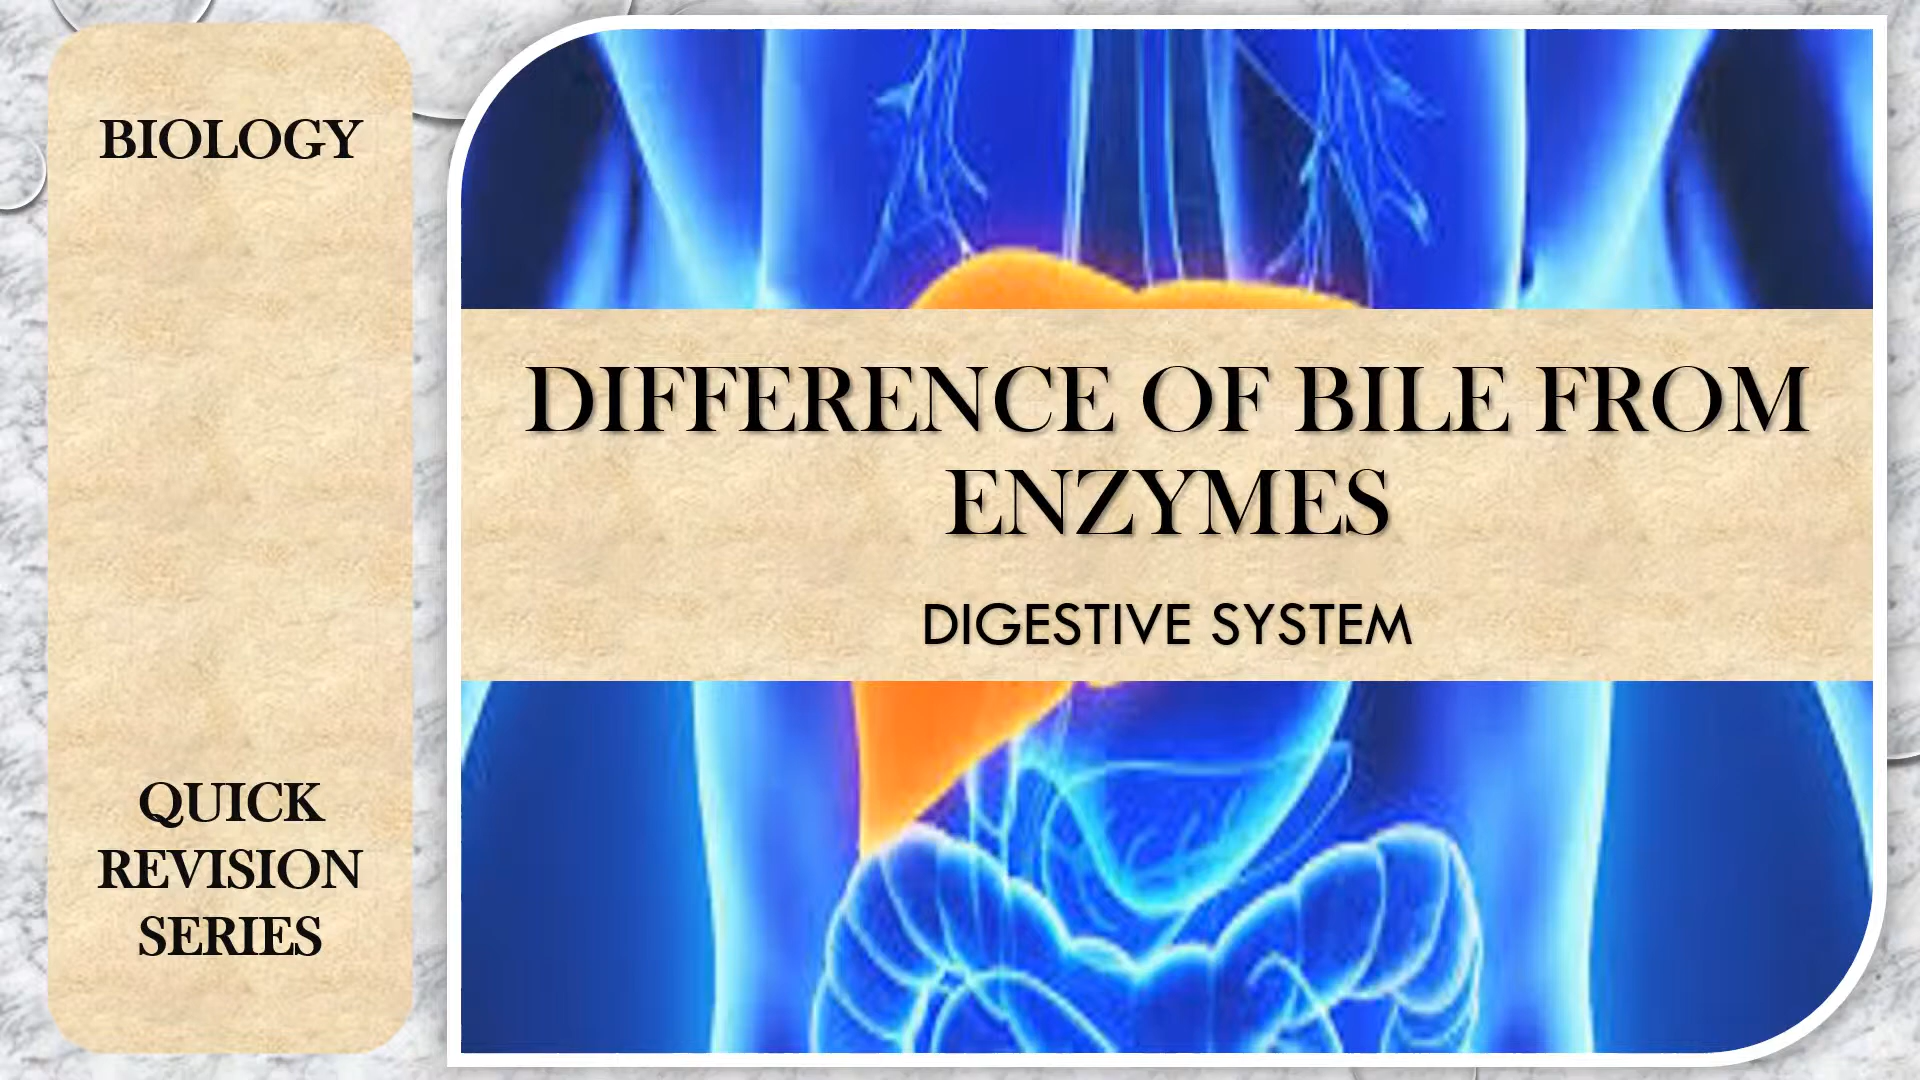 BIOLOGY
QUICK
REVISION
SERIES
DIFFERENCE OF BILE FROM
ENZYMES
DIGESTIVE SYSTEM